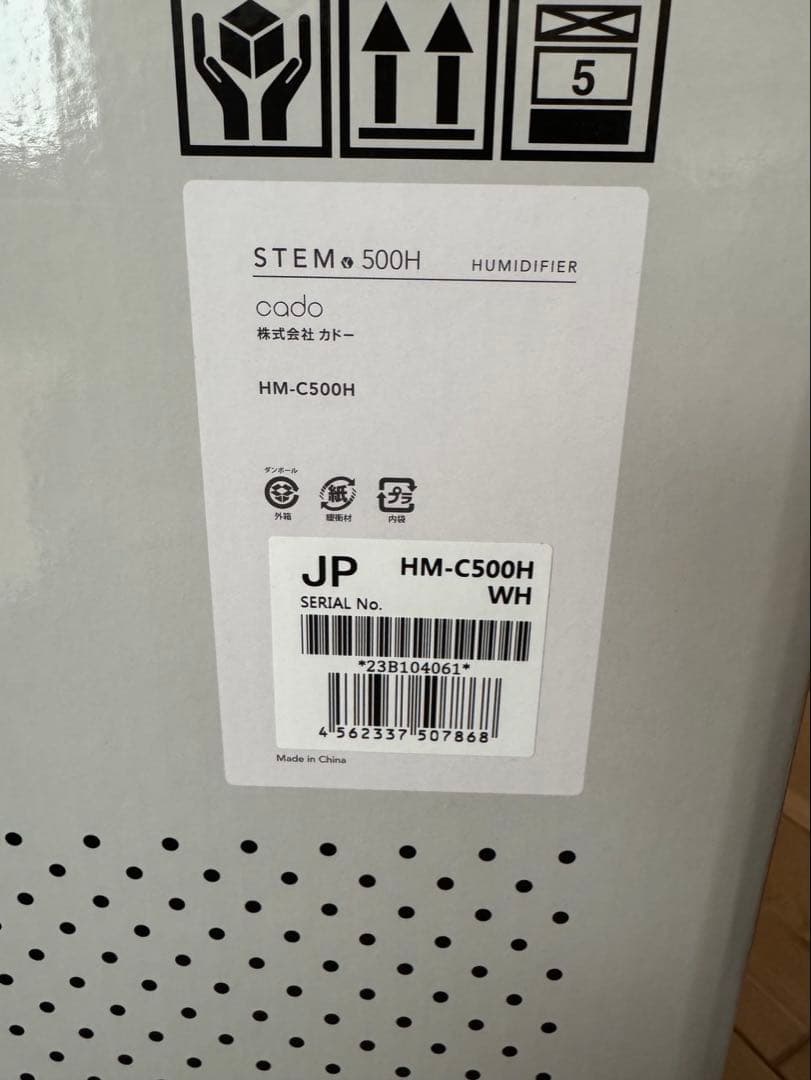 5
STEM 500H HUMIDIFIER
cado
株式会社 カドー
HM-C500H
ダンボール
外箱
紙
緩衝材
プラ
内袋
JP HM-C500H
WH
SERIAL No.
*23B104061*
4 562337 507868
Made in China